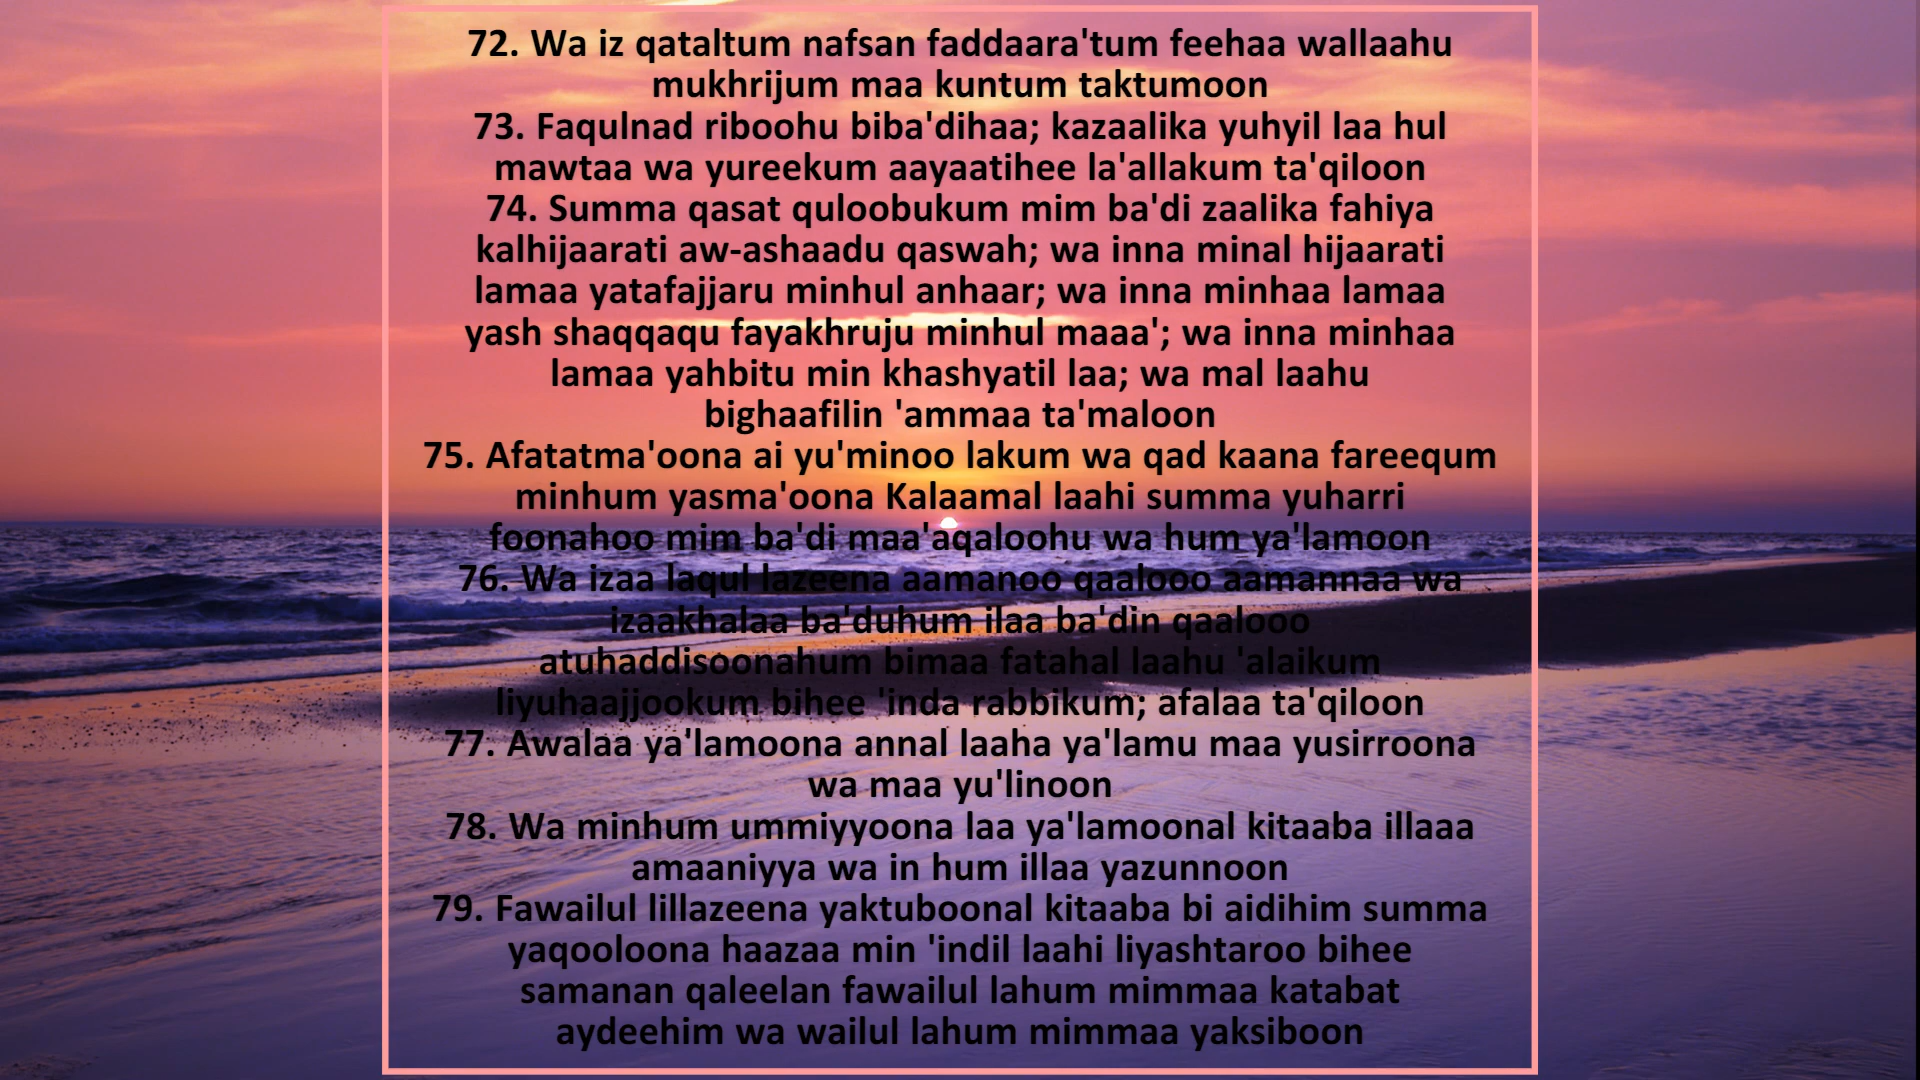 72. Wa iz qataltum nafsan faddaara'tum feehaa wallaahu
mukhrijum maa kuntum taktumoon
73. Faqulnad riboohu biba'dihaa; kazaalika yuhyil laa hul
mawtaa wa yureekum aayaatihee la'allakum ta'qiloon
74. Summa qasat quloobukum mim ba'di zaalika fahiya
kalhijaarati aw-ashaadu qaswah; wa inna minal hijaarati
lamaa yatafajjaru minhul anhaar; wa inna minhaa lamaa
yash shaqqaqu fayakhruju minhul maaa'; wa inna minhaa
lamaa yahbitu min khashyatil laa; wa mal laahu
bighaafilin 'ammaa ta'maloon
75. Afatatma'oona ai yu'minoo lakum wa qad kaana fareequm
minhum yasma'oona Kalaamal laahi summa yuharri
foonahoo mim ba'di maa'aqaloohu wa hum ya'lamoon
76. Wa izaa laqul lazeena aamanoo qaalooo aamannaa wa
izaakhalaa ba'duhum ilaa ba'din qaalooo
atuhaddisoonahum bimaa fatahal laahu 'alaikum
liyuhaajjookum bihee 'inda rabbikum; afalaa ta'qiloon
77. Awalaa ya'lamoona annal laaha ya'lamu maa yusirroona
wa maa yu'linoon
78. Wa minhum ummiyyoona laa ya'lamoonal kitaaba illaaa
amaaniyya wa in hum illaa yazunnoon
79. Fawailul lillazeena yaktuboonal kitaaba bi aidihim summa
yaqooloona haazaa min 'indil laahi liyashtaroo bihee
samanan qaleelan fawailul lahum mimmaa katabat
aydeehim wa wailul lahum mimmaa yaksiboon